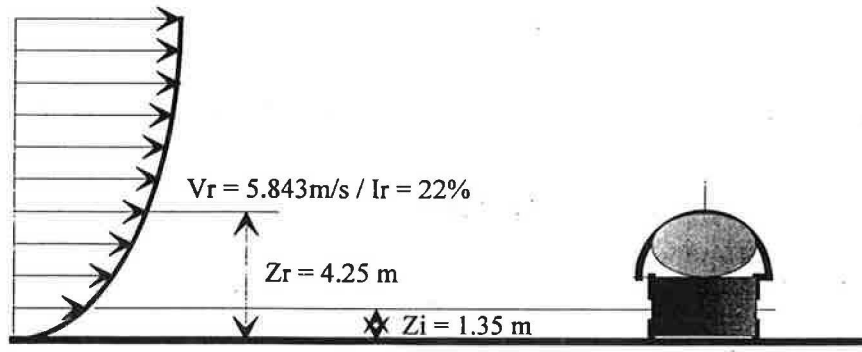 Vr = 5.843m/s / Ir = 22%
Zr = 4.25 m
Zi = 1.35 m